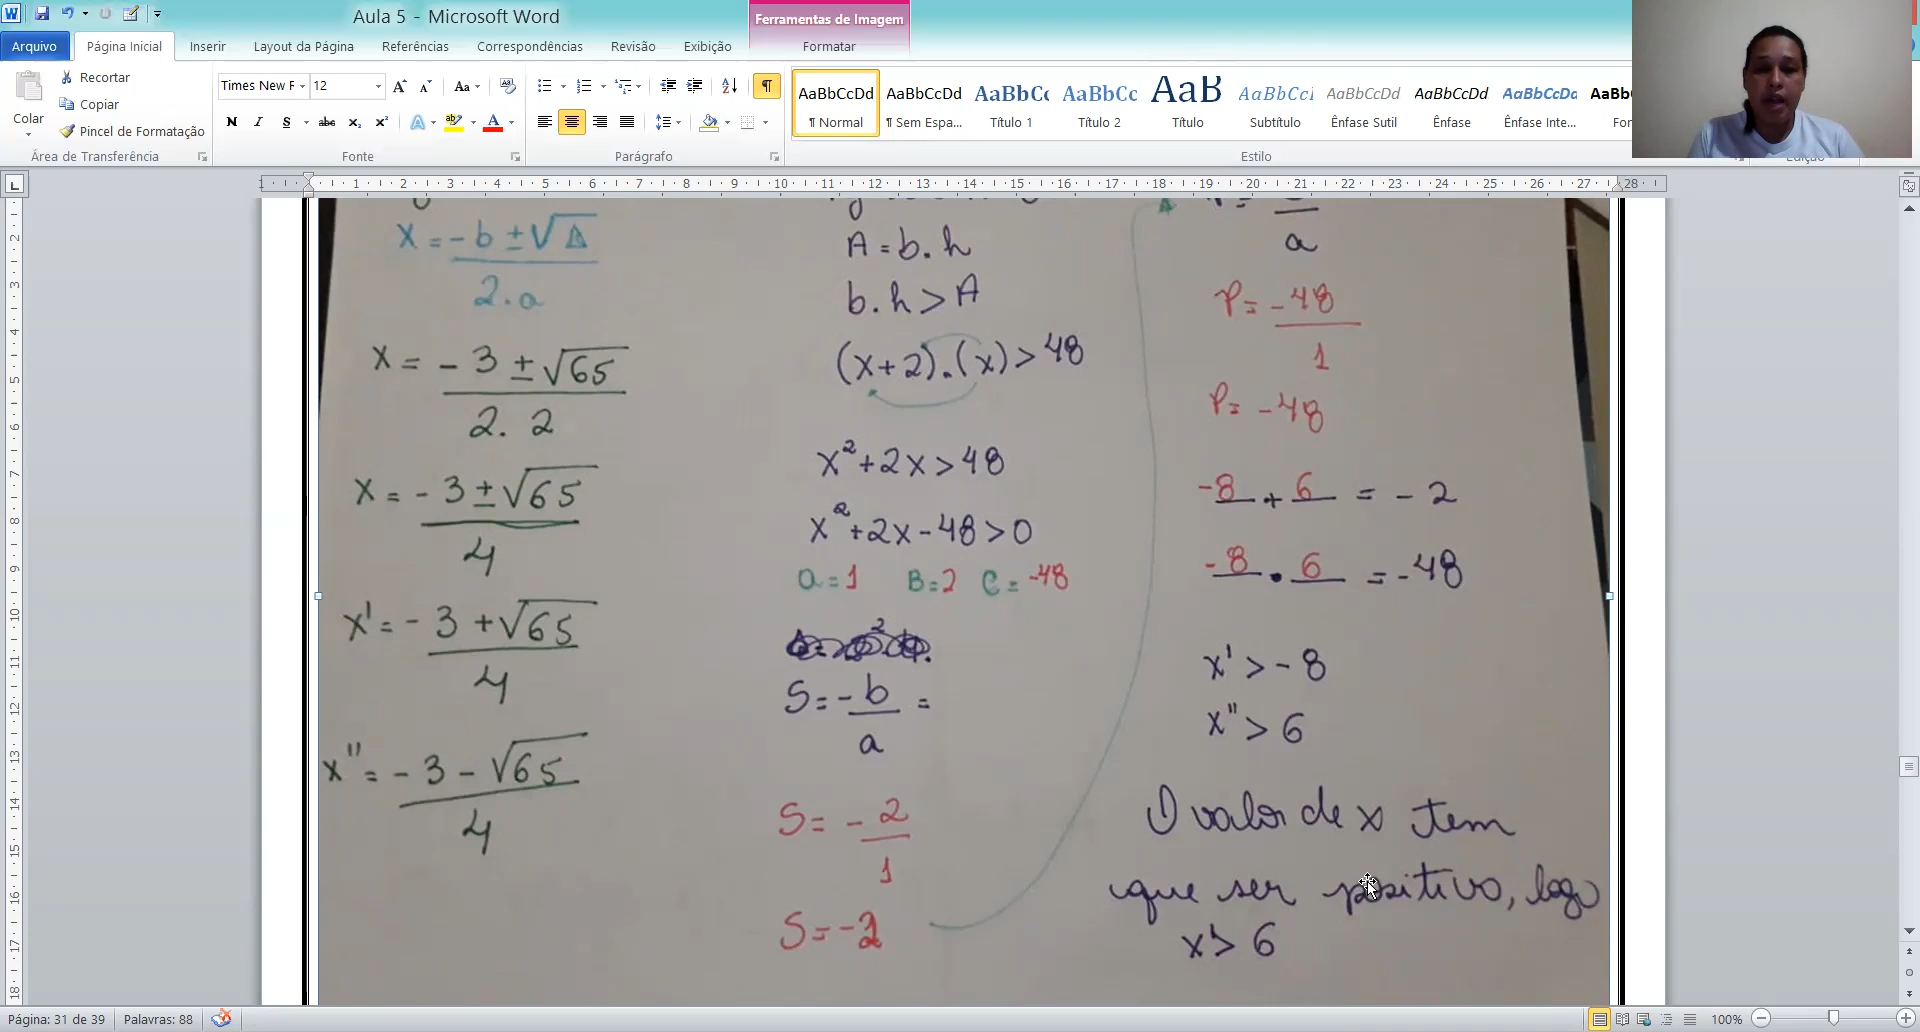 Aula 5 - Microsoft Word
Ferramentas de Imagem
Arquivo
Página Inicial
Inserir
Layout da Página
Referências
Correspondências
Revisão
Exibição
Formatar
Colar
Recortar
Copiar
Pincel de Formatação
Área de Transferência
Times New F
12
Fonte
Parágrafo
AaBbCcDd
¶ Normal
AaBbCcDd
¶ Sem Espa...
AaBbCc
Título 1
AaBbCc
Título 2
AaB
Título
AaBbCcI
Subtítulo
AaBbCcDd
Ênfase Sutil
AaBbCcDd
Ênfase
AaBbCcDd
Ênfase Inte...
Estilo
x = -b ± √Δ
2.a
x = -3 ± √65
2. 2
x = -3 ± √65
4
x' = -3 + √65
4
x" = -3 - √65
4
A = b. h
b. h > A
(x+2).(x) > 48
x² + 2x > 48
x² + 2x - 48 > 0
a = 1 B = 2 C = -48
S = - b =
a
S = - 2
1
S = -2
a
P = -48
1
P = -48
-8 + 6 = -2
-8 . 6 = -48
x' > -8
x" > 6
O valor de x tem
que ser positivo, logo
x > 6
Página: 31 de 39
Palavras: 88
100%